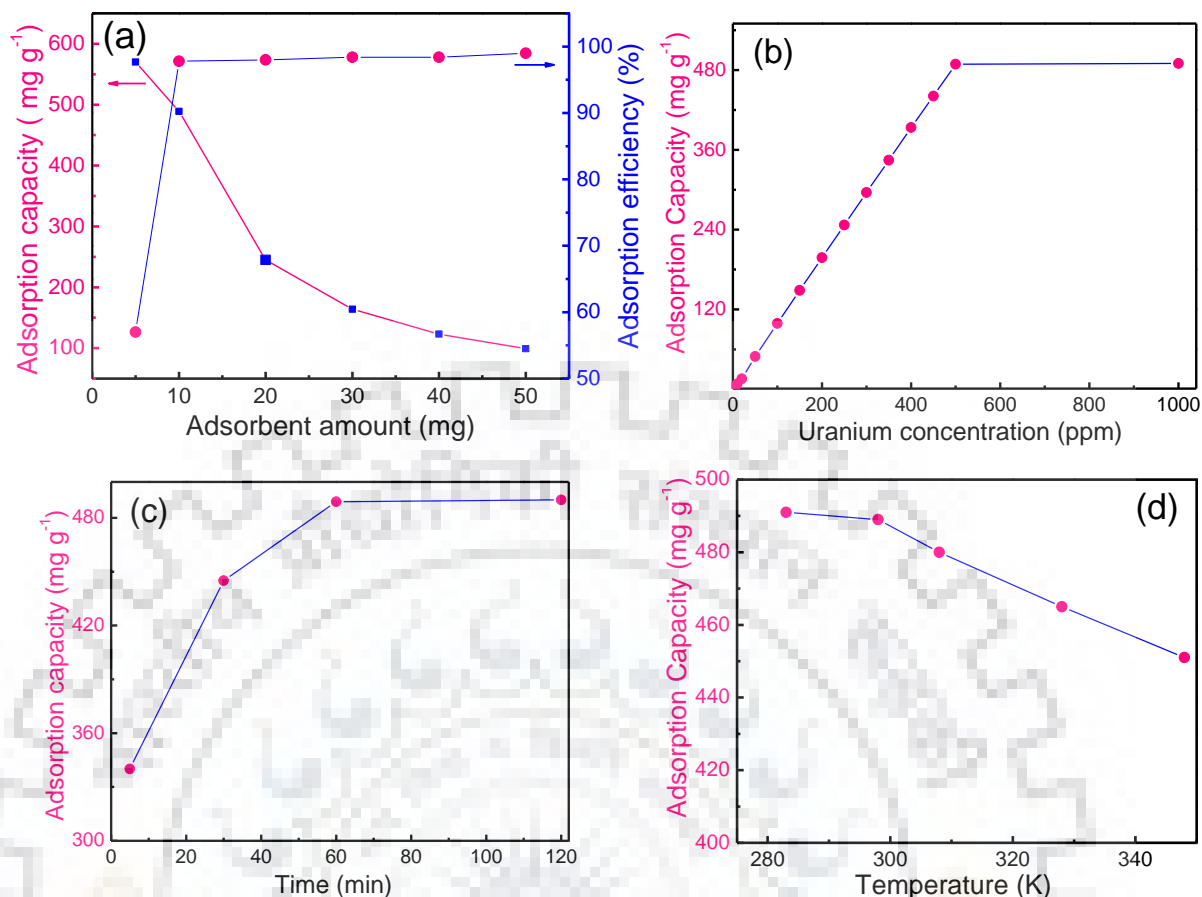 (a)
Adsorption capacity ( mg g⁻¹)
600
500
400
300
200
100
0 10 20 30 40 50
Adsorbent amount (mg)
100
90
80
70
60
50
Adsorption efficiency (%)
(b)
Adsorption Capacity (mg g⁻¹)
480
360
240
120
0 200 400 600 800 1000
Uranium concentration (ppm)
(c)
Adsorption capacity (mg g⁻¹)
480
420
360
300
0 20 40 60 80 100 120
Time (min)
(d)
Adsorption Capacity (mg g⁻¹)
500
480
460
440
420
400
280 300 320 340
Temperature (K)